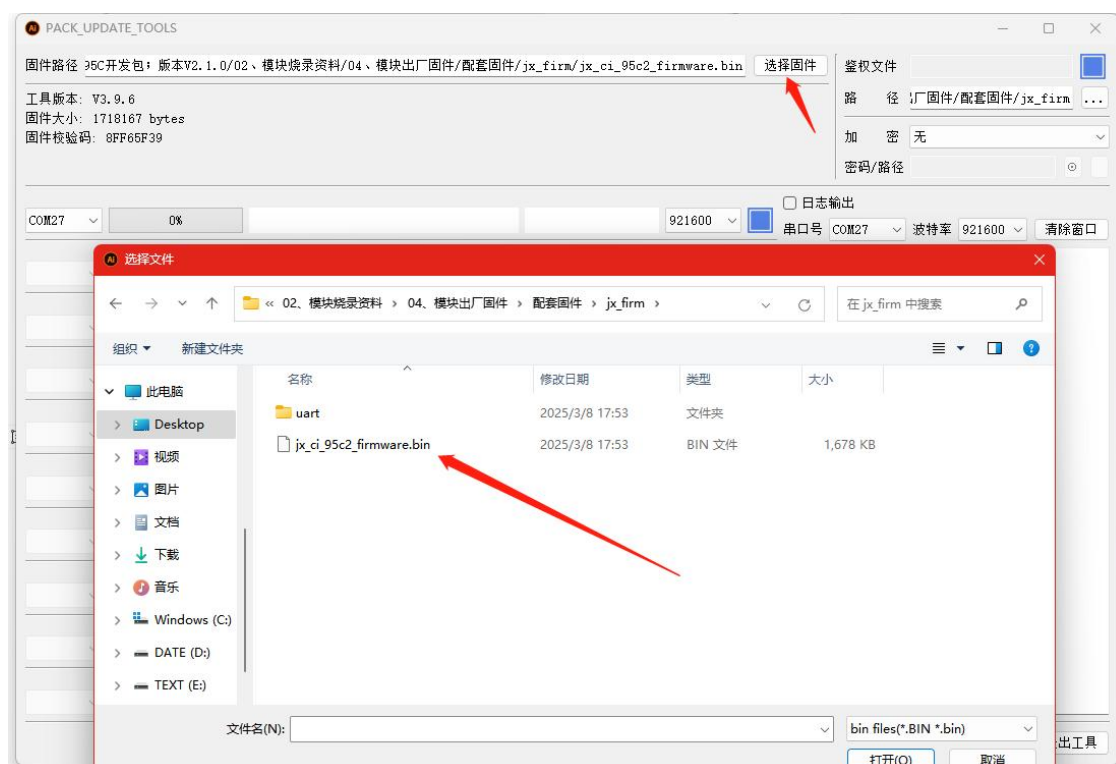 PACK_UPDATE_TOOLS
固件路径 95C开发包；版本V2.1.0/02、模块烧录资料/04、模块出厂固件/配套固件/jx_firm/jx_ci_95c2_firmware.bin 选择固件
鉴权文件
工具版本: V3.9.6
固件大小: 1718167 bytes
固件校验码: 8FF65F39
路 径 厂固件/配套固件/jx_firm ...
加 密 无
密码/路径
COM27 0% 921600
日志输出
串口号 COM27 波特率 921600 清除窗口
选择文件
« 02、模块烧录资料 › 04、模块出厂固件 › 配套固件 › jx_firm ›
在 jx_firm 中搜索
组织 新建文件夹
名称 修改日期 类型 大小
uart 2025/3/8 17:53 文件夹
jx_ci_95c2_firmware.bin 2025/3/8 17:53 BIN 文件 1,678 KB
此电脑
Desktop
视频
图片
文档
下载
音乐
Windows (C:)
DATE (D:)
TEXT (E:)
文件名(N):
bin files(*.BIN *.bin)
打开(O) 取消
出工具